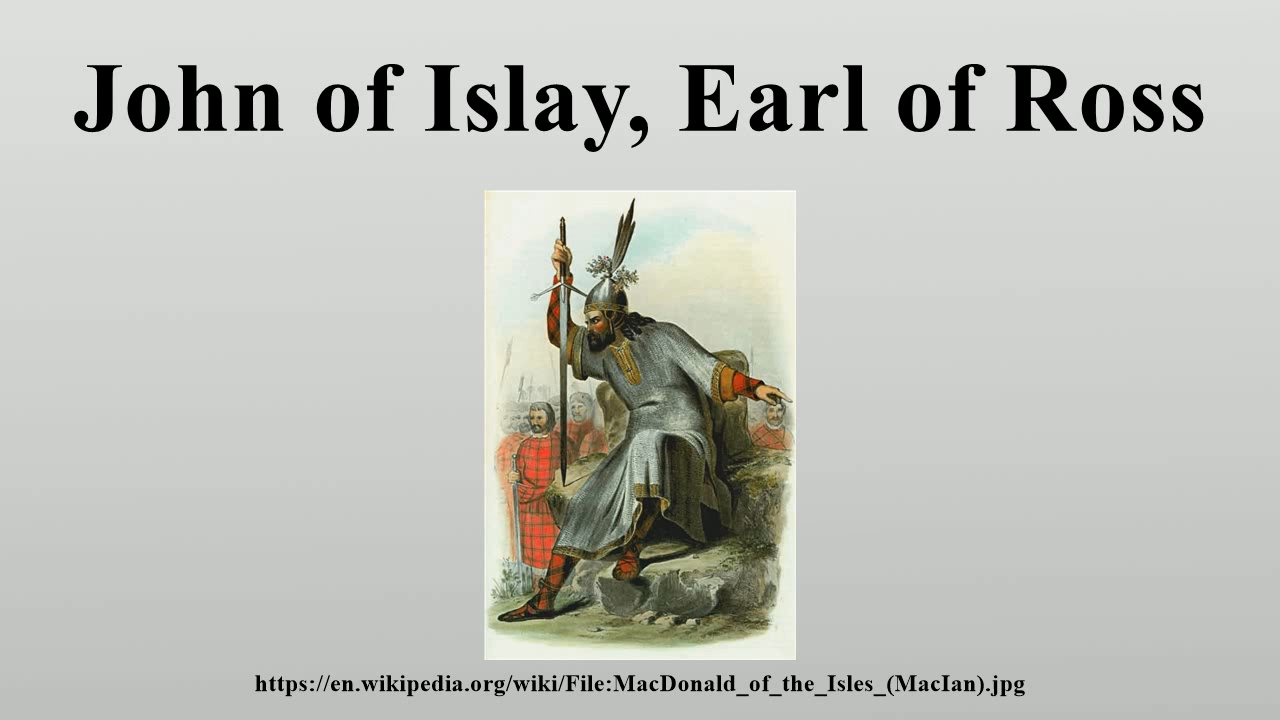 John of Islay, Earl of Ross
https://en.wikipedia.org/wiki/File:MacDonald_of_the_Isles_(MacIan).jpg